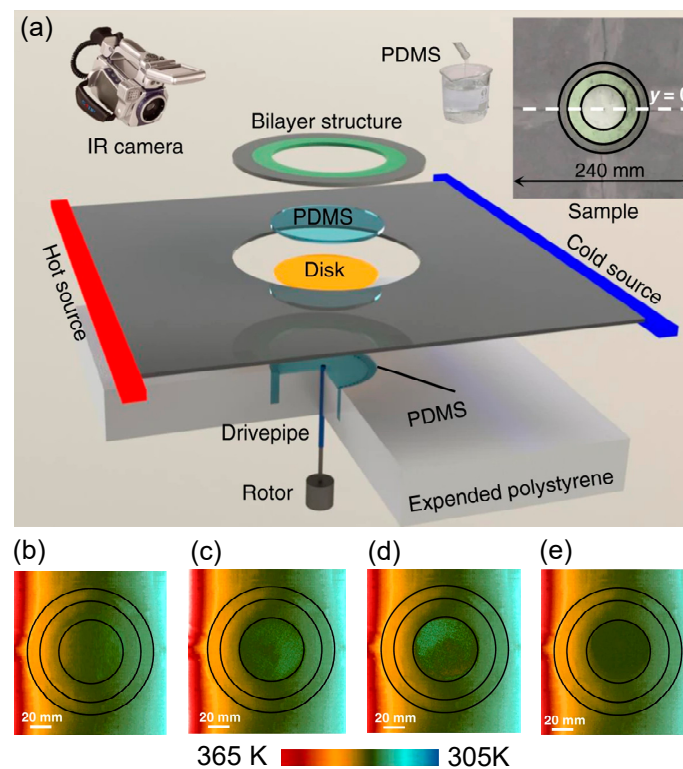 (a)
IR camera
PDMS
Bilayer structure
y = 0
240 mm
Sample
PDMS
Disk
Hot source
Cold source
PDMS
Drivepipe
Rotor
Expended polystyrene
(b)
(c)
(d)
(e)
20 mm
20 mm
20 mm
20 mm
365 K
305K